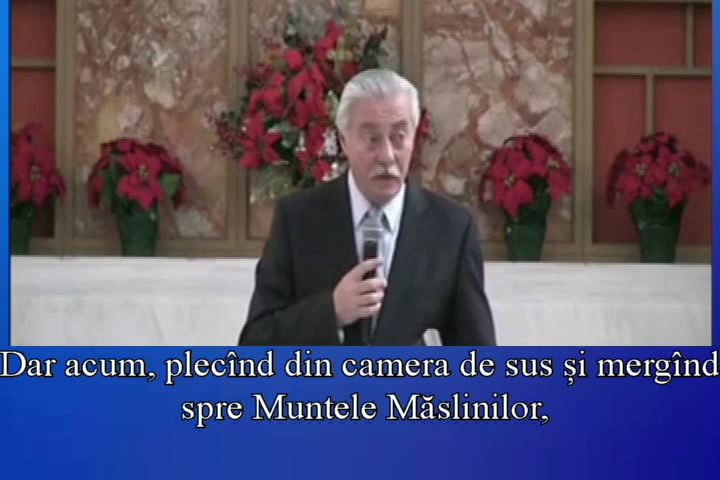 Dar acum, plecînd din camera de sus și mergînd
spre Muntele Măslinilor,